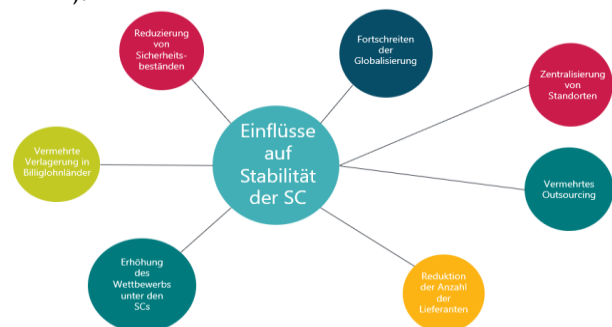 Reduzierung
von
Sicherheits-
beständen
Fortschreiten
der
Globalisierung
Zentralisierung
von
Standorten
Einflüsse
auf
Stabilität
der SC
Vermehrte
Verlagerung in
Billiglohnländer
Vermehrtes
Outsourcing
Erhöhung
des
Wettbewerbs
unter den
SCs
Reduktion
der Anzahl
der
Lieferanten